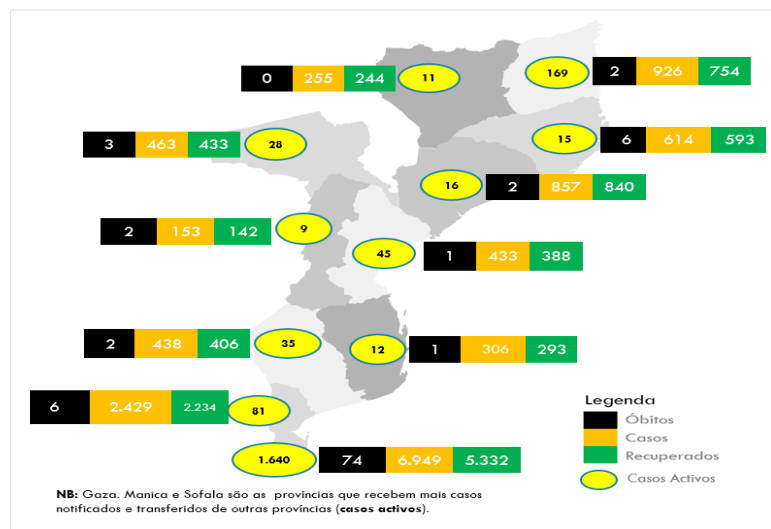 0 255 244 11
169 2 926 754
3 463 433 28
15 6 614 593
16 2 857 840
2 153 142 9
45 1 433 388
2 438 406 35
12 1 306 293
6 2.429 2.234 81
1.640 74 6.949 5.332
Legenda
Óbitos
Casos
Recuperados
Casos Activos
NB: Gaza. Manica e Sofala são as províncias que recebem mais casos
notificados e transferidos de outras províncias (casos activos).